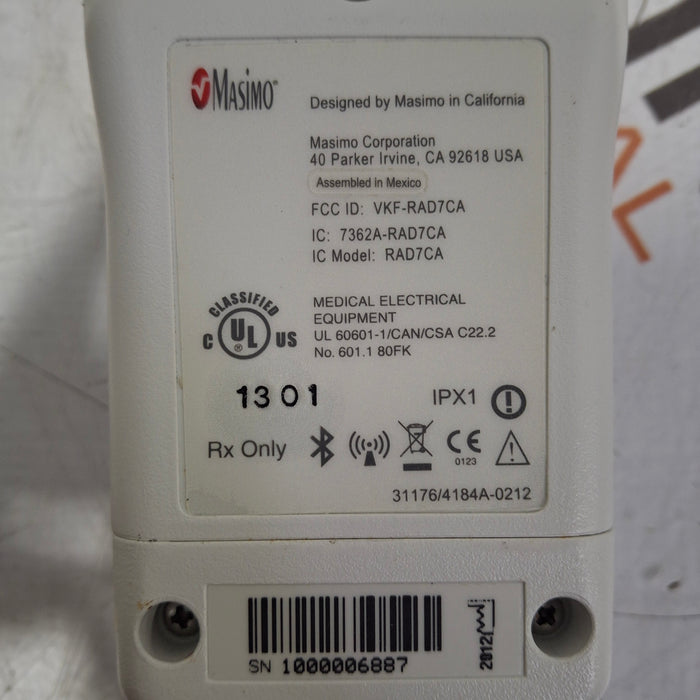 MASIMO
Designed by Masimo in California
Masimo Corporation
40 Parker Irvine, CA 92618 USA
Assembled in Mexico
FCC ID: VKF-RAD7CA
IC: 7362A-RAD7CA
IC Model: RAD7CA
CLASSIFIED
C UL® US
MEDICAL ELECTRICAL
EQUIPMENT
UL 60601-1/CAN/CSA C22.2
No. 601.1 80FK
1301
IPX1
Rx Only
CE
0123
31176/4184A-0212
SN 1000006887
2012